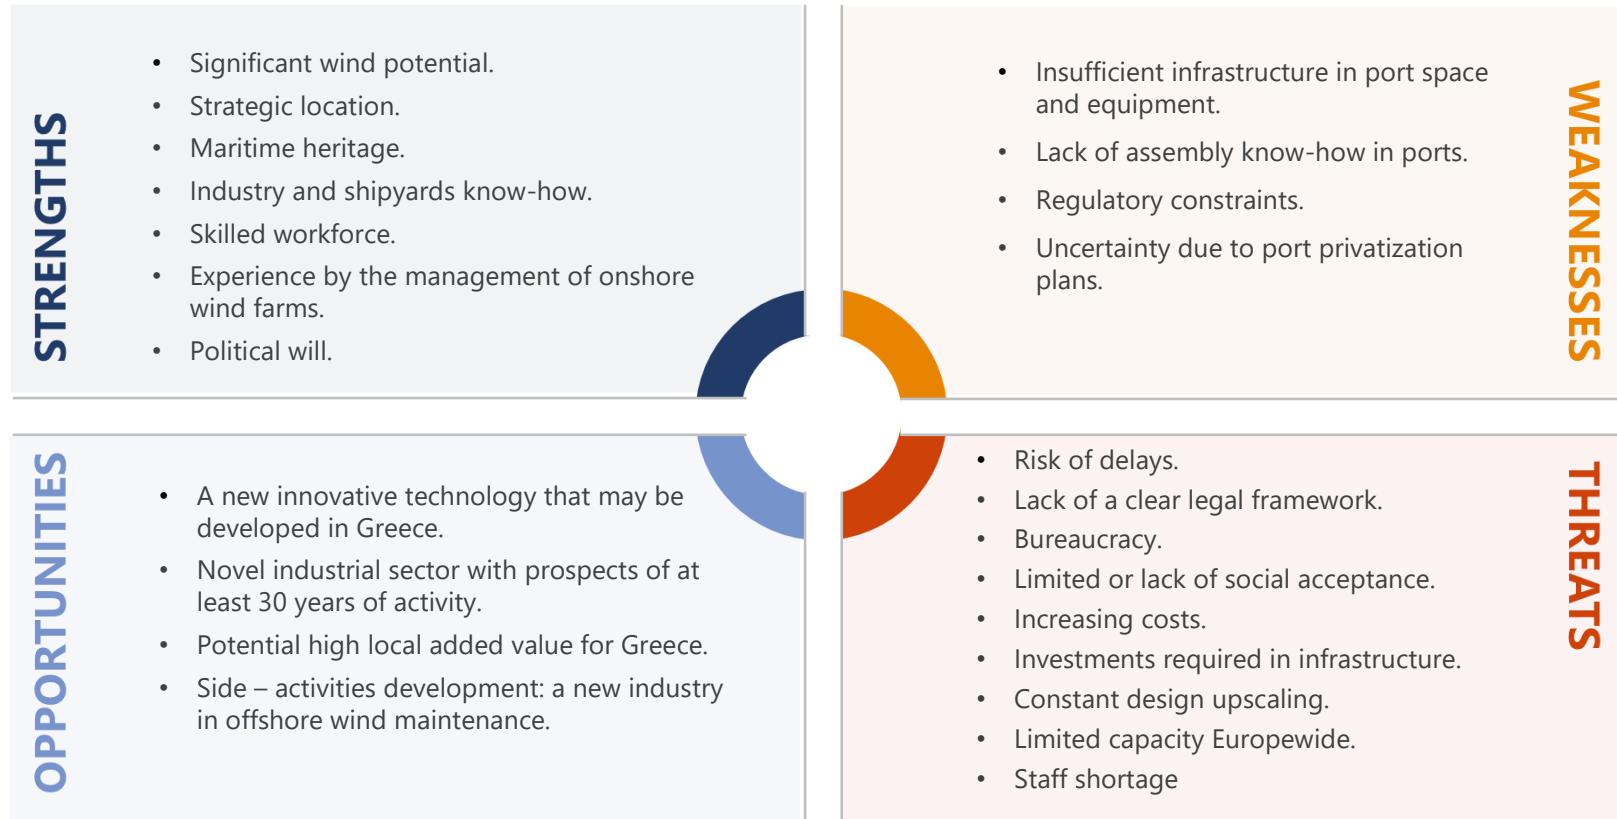 STRENGTHS
• Significant wind potential.
• Strategic location.
• Maritime heritage.
• Industry and shipyards know-how.
• Skilled workforce.
• Experience by the management of onshore
wind farms.
• Political will.
WEAKNESSES
• Insufficient infrastructure in port space
and equipment.
• Lack of assembly know-how in ports.
• Regulatory constraints.
• Uncertainty due to port privatization
plans.
OPPORTUNITIES
• A new innovative technology that may be
developed in Greece.
• Novel industrial sector with prospects of at
least 30 years of activity.
• Potential high local added value for Greece.
• Side – activities development: a new industry
in offshore wind maintenance.
THREATS
• Risk of delays.
• Lack of a clear legal framework.
• Bureaucracy.
• Limited or lack of social acceptance.
• Increasing costs.
• Investments required in infrastructure.
• Constant design upscaling.
• Limited capacity Europewide.
• Staff shortage